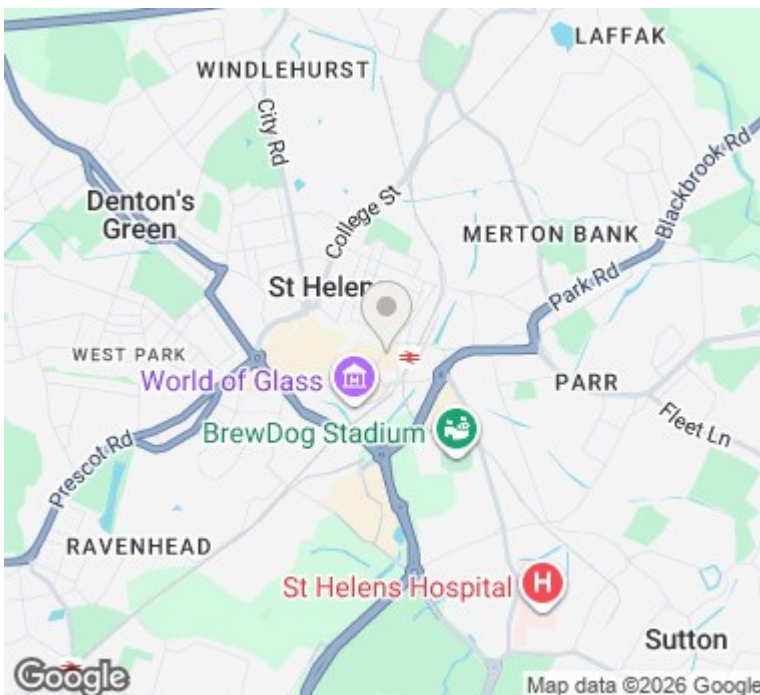 LAFFAK
WINDLEHURST
City Rd
Blackbrook Rd
Denton's
Green
College St
MERTON BANK
Park Rd
St Helen
WEST PARK
World of Glass
PARR
BrewDog Stadium
Fleet Ln
Prescot Rd
RAVENHEAD
St Helens Hospital
H
Sutton
Google
Map data ©2026 Google